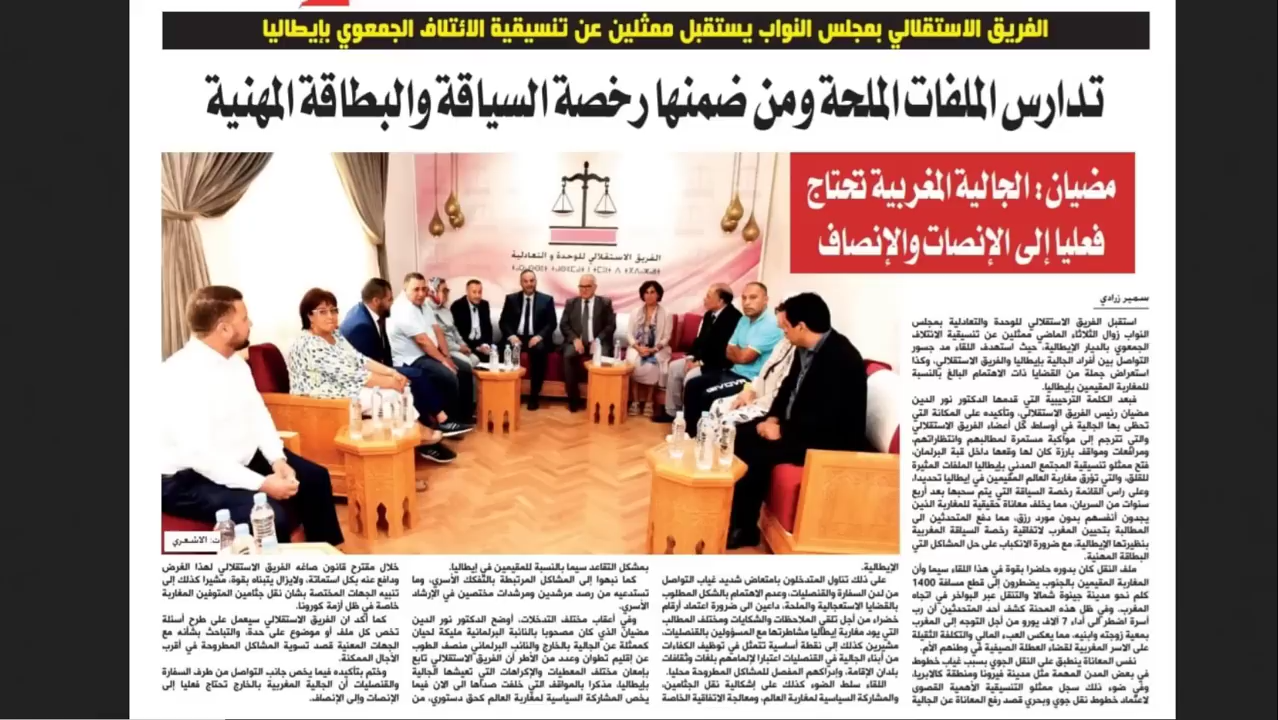 الفريق الاستقلالي بمجلس النواب يستقبل ممثلين عن تنسيقية الائتلاف الجمعوي بإيطاليا
تدارس الملفات الملحة ومن ضمنها رخصة السياقة والبطاقة المهنية
مضيان : الجالية المغربية تحتاج
فعليا إلى الإنصات والإنصاف
الفريق الاستقلالي للوحدة و التعادلية
سمير زرادي
استقبل الفريق الاستقلالي للوحدة والتعادلية بمجلس
النواب زوال الثلاثاء الماضي ممثلين عن تنسيقية الائتلاف
الجمعوي بالديار الإيطالية، حيث استهدف اللقاء مد جسور
التواصل بين أفراد الجالية بإيطاليا والفريق الاستقلالي، وكذا
استعراض جملة من القضايا ذات الاهتمام البالغ بالنسبة
للمغاربة المقيمين بإيطاليا.
فبعد الكلمة الترحيبية التي قدمها الدكتور نور الدين
مضيان رئيس الفريق الاستقلالي، وتأكيده على المكانة التي
تحظى بها الجالية في أوساط كل أعضاء الفريق الاستقلالي
والتي تترجم إلى مواكبة مستمرة لمطالبهم وانتظاراتهم،
ومرافعات ومواقف بارزة كان لها وقعها داخل قبة البرلمان،
فتح ممثلو تنسيقية المجتمع المدني بإيطاليا الملفات المثيرة
للقلق، والتي تؤرق مغاربة العالم المقيمين في إيطاليا تحديدا،
وعلى راس القائمة رخصة السياقة التي يتم سحبها بعد أربع
سنوات من السريان، مما يخلف معاناة حقيقية للمغاربة الذين
يجدون أنفسهم بدون مورد رزق، مما دفع المتحدثين الى
المطالبة بتحيين المغرب لاتفاقية رخصة السياقة المغربية
بنظيرتها الإيطالية، مع ضرورة الانكباب على حل المشاكل التي
البطاقة المهنية.
ملف النقل كان بدوره حاضرا بقوة في هذا اللقاء سيما وأن
المغاربة المقيمين بالجنوب يضطرون إلى قطع مسافة 1400
كلم نحو مدينة جينوة شمالا والتنقل عبر البواخر في اتجاه
المغرب. وفي ظل هذه المحنة كشف أحد المتحدثين أن رب
أسرة اضطر الى أداء 7 آلاف يورو من أجل التوجه إلى المغرب
بمعية زوجته وابنيه، مما يعكس العبء المالي والتكلفة الثقيلة
على الاسر المغربية لقضاء العطلة الصيفية في وطنهم الأم.
نفس المعاناة ينطبق على النقل الجوي بسبب غياب خطوط
في بعض المدن المهمة مثل مدينة فيرونا ومنطقة كالابريا،
وفي ضوء ذلك سجل ممثلو التنسيقية الأهمية القصوى
لاعتماد خطوط نقل جوي وبحري قصد رفع المعاناة عن الجالية
الإيطالية.
على ذلك تناول المتدخلون بامتعاض شديد غياب التواصل
من لدن السفارة والقنصليات، وعدم الاهتمام بالشكل المطلوب
بالقضايا الاستعجالية والملحة، داعين الى ضرورة اعتماد أرقام
خضراء من أجل تلقي الملاحظات والشكايات ومختلف المطالب
التي يود مغاربة إيطاليا مشاطرتها مع المسؤولين بالقنصليات،
مشيرين كذلك إلى نقطة أساسية تتمثل في توظيف الكفاءات
من أبناء الجالية في القنصليات اعتبارا لإلمامهم بلغات وثقافات
بلدان الإقامة، وإدراكهم المفصل للمشاكل المطروحة محليا.
اللقاء سلط الضوء كذلك على إشكالية نقل الجثامين،
والمشاركة السياسية لمغاربة العالم، ومعالجة الاتفاقية الخاصة
بمشكل التقاعد سيما بالنسبة للمقيمين في إيطاليا.
كما نبهوا إلى المشاكل المرتبطة بالتفكك الأسري، وما
تستدعيه من رصد مرشدين ومرشدات مختصين في الإرشاد
الأسري.
وفي أعقاب مختلف التدخلات، أوضح الدكتور نور الدين
مضيان الذي كان مصحوبا بالنائبة البرلمانية مليكة لحيان
كممثلة عن الجالية بالخارج والنائب البرلماني منصف الطوب
عن إقليم تطوان وعدد من الأطر أن الفريق الاستقلالي تابع
بإمعان مختلف المعطيات والإكراهات التي تعيشها الجالية
بإيطاليا، مذكرا بالمواقف التي خلفت صداها الى الان فيما
يخص المشاركة السياسية لمغاربة العالم كحق دستوري، من
خلال مقترح قانون صاغه الفريق الاستقلالي لهذا الغرض
ودافع عنه بكل استماتة، ولايزال يتبناه بقوة، مشيرا كذلك إلى
تنبيه الجهات المختصة بشان نقل جثامين المتوفين المغاربة
خاصة في ظل أزمة كورونا.
كما أكد ان الفريق الاستقلالي سيعمل على طرح أسئلة
تخص كل ملف أو موضوع على حدة، والتباحث بشأنه مع
الجهات المعنية قصد تسوية المشاكل المطروحة في أقرب
الآجال الممكنة.
وختم بتأكيده فيما يخص جانب التواصل من طرف السفارة
والقنصليات أن الجالية المغربية بالخارج تحتاج فعليا إلى
الإنصات وإلى الإنصاف.
ت: الاشعري